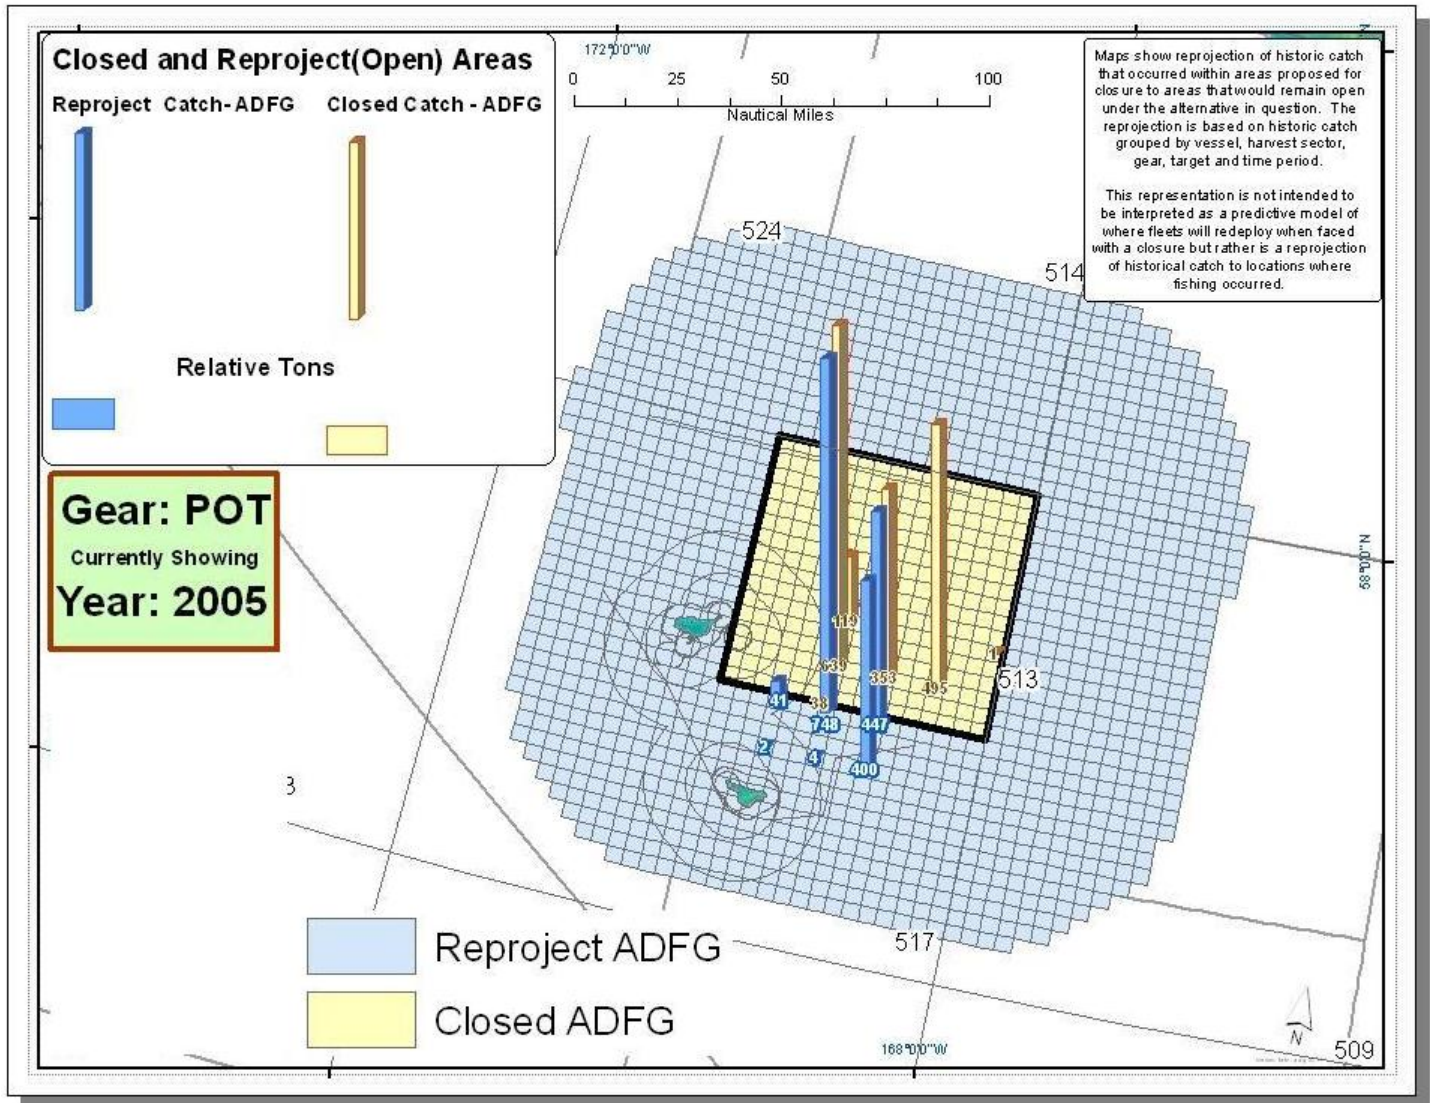 Closed and Reproject(Open) Areas
Reproject Catch-ADFG
Closed Catch - ADFG
Relative Tons
Gear: POT
Currently Showing
Year: 2005
172°0'0"W
0 25 50 100
Nautical Miles
Maps show reprojection of historic catch
that occurred within areas proposed for
closure to areas thatwould remain open
under the alternative in question. The
reprojection is based on historic catch
grouped by vessel, harvest sector,
gear, target and time period.
This representation is not intended to
be interpreted as a predictive model of
where fleets will redeploy when faced
with a closure but rather is a reprojection
of historical catch to locations where
fishing occurred.
524
514
119
639
353
495
1
513
38
41
748
447
2
4
400
3
517
Reproject ADFG
Closed ADFG
168°0'0"W
N
509